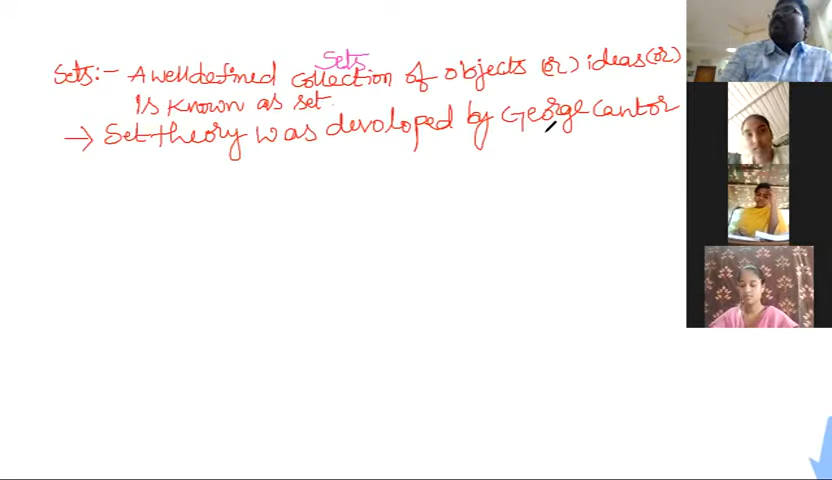 Sets
Sets:- A welldefined collection of objects (or) ideas (or)
is known as set.
→ Set theory was devoloped by George cantor